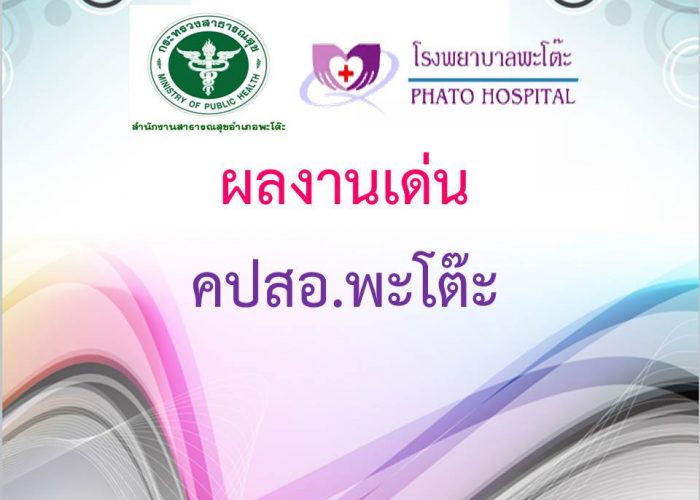 กระทรวงสาธารณสุข
MINISTRY OF PUBLIC HEALTH
สำนักงานสาธารณสุขอำเภอพะโต๊ะ
โรงพยาบาลพะโต๊ะ
PHATO HOSPITAL
ผลงานเด่น
คปสอ.พะโต๊ะ